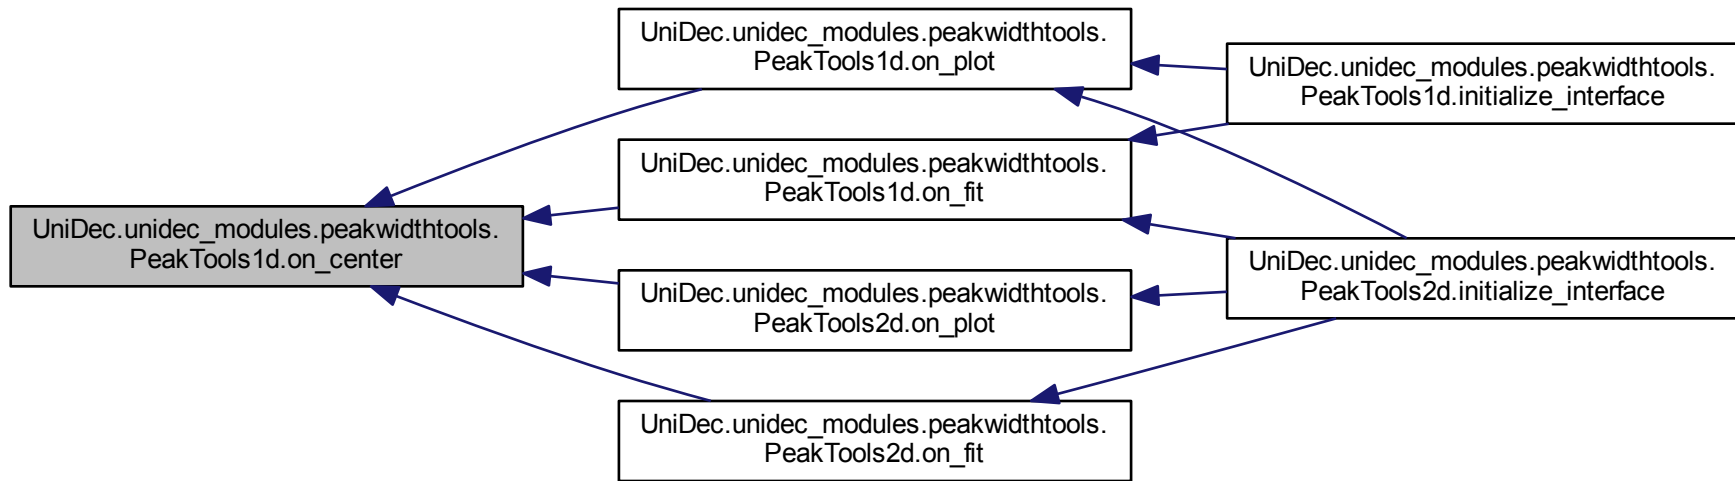 UniDec.unidec_modules.peakwidthtools.
PeakTools1d.on_center
UniDec.unidec_modules.peakwidthtools.
PeakTools1d.on_plot
UniDec.unidec_modules.peakwidthtools.
PeakTools1d.on_fit
UniDec.unidec_modules.peakwidthtools.
PeakTools2d.on_plot
UniDec.unidec_modules.peakwidthtools.
PeakTools2d.on_fit
UniDec.unidec_modules.peakwidthtools.
PeakTools1d.initialize_interface
UniDec.unidec_modules.peakwidthtools.
PeakTools2d.initialize_interface